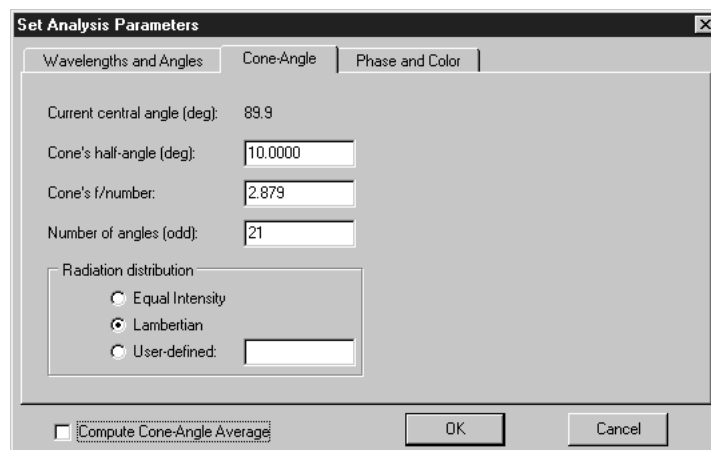 Set Analysis Parameters
Wavelengths and Angles Cone-Angle Phase and Color
Current central angle (deg): 89.9
Cone's half-angle (deg): 10.0000
Cone's f/number: 2.879
Number of angles (odd): 21
Radiation distribution
Equal Intensity
Lambertian
User-defined:
Compute Cone-Angle Average OK Cancel